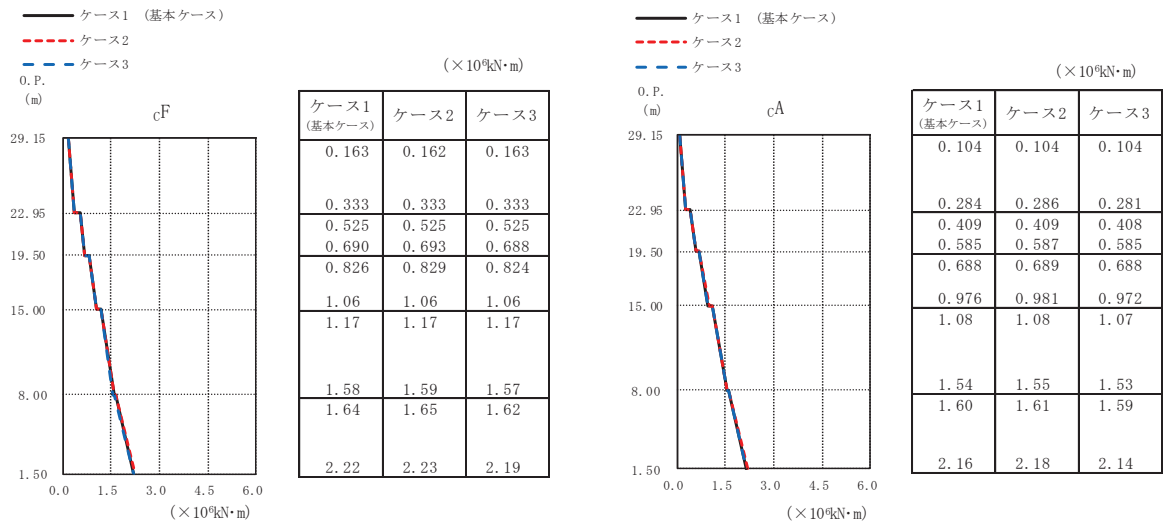 ケース1 (基本ケース)
ケース2
ケース3
O.P.
(m)
cF
(×10⁶kN・m)
29.15
22.95
19.50
15.00
8.00
1.50
0.0 1.5 3.0 4.5 6.0
(×10⁶kN・m)
ケース1 ケース2 ケース3
(基本ケース)
0.163 0.162 0.163
0.333 0.333 0.333
0.525 0.525 0.525
0.690 0.693 0.688
0.826 0.829 0.824
1.06 1.06 1.06
1.17 1.17 1.17
1.58 1.59 1.57
1.64 1.65 1.62
2.22 2.23 2.19
ケース1 (基本ケース)
ケース2
ケース3
O.P.
(m)
cA
(×10⁶kN・m)
29.15
22.95
19.50
15.00
8.00
1.50
0.0 1.5 3.0 4.5 6.0
(×10⁶kN・m)
ケース1 ケース2 ケース3
(基本ケース)
0.104 0.104 0.104
0.284 0.286 0.281
0.409 0.409 0.408
0.585 0.587 0.585
0.688 0.689 0.688
0.976 0.981 0.972
1.08 1.08 1.07
1.54 1.55 1.53
1.60 1.61 1.59
2.16 2.18 2.14